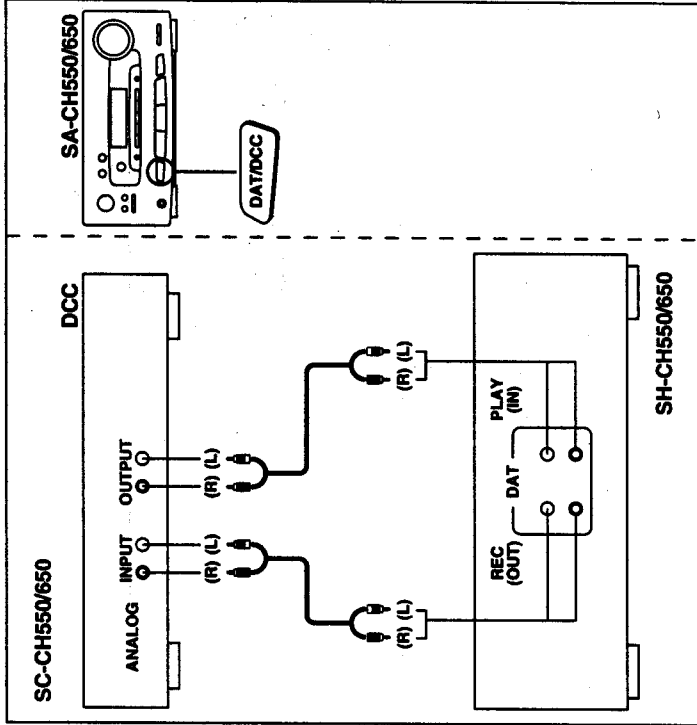 SC-CH550/650
DCC
ANALOG
INPUT
OUTPUT
(R) (L)
(R) (L)
(R) (L)
(R) (L)
REC
(OUT)
DAT
PLAY
(IN)
SH-CH550/650
SA-CH550/650
DAT/DCC